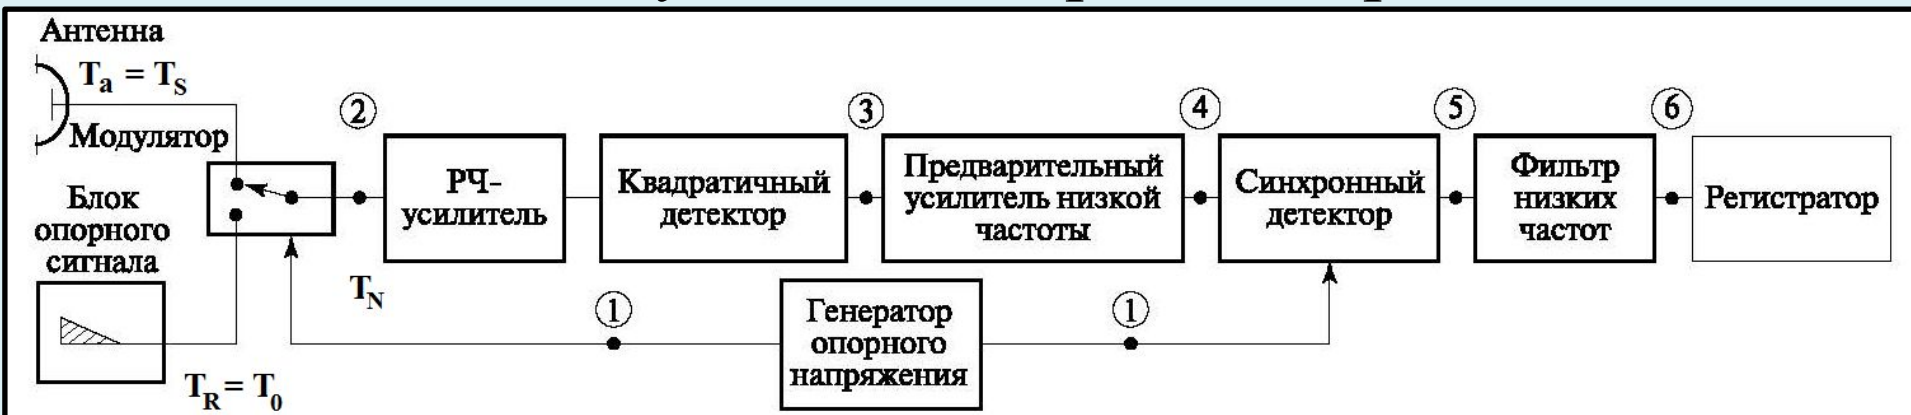 Антенна
Tₐ = T_S
Модулятор
Блок
опорного
сигнала
T_R = T_0
②
T_N
РЧ-
усилитель
Квадратичный
детектор
③
Предварительный
усилитель низкой
частоты
④
Синхронный
детектор
⑤
Фильтр
низких
частот
⑥
Регистратор
①
Генератор
опорного
напряжения
①